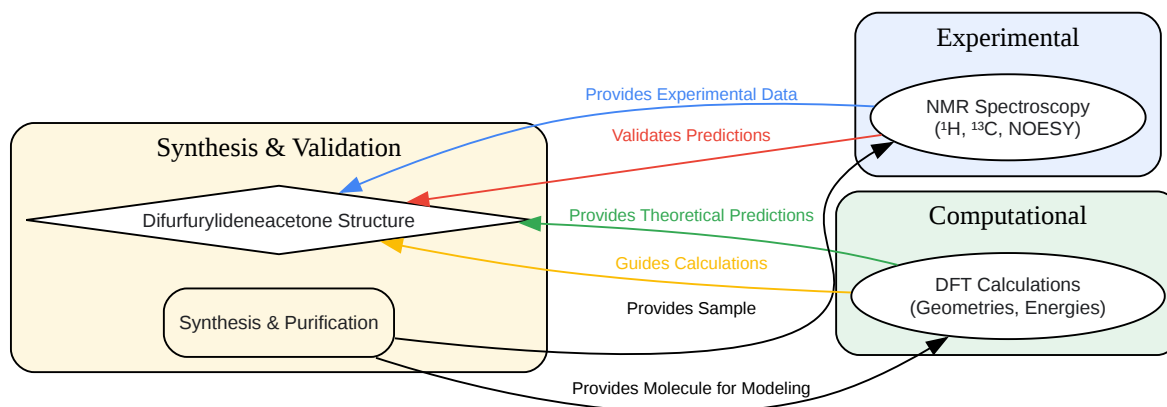 Experimental
NMR Spectroscopy
(¹H, ¹³C, NOESY)
Provides Experimental Data
Validates Predictions
Synthesis & Validation
Difurfurylideneacetone Structure
Provides Theoretical Predictions
Computational
Guides Calculations
DFT Calculations
(Geometries, Energies)
Provides Sample
Synthesis & Purification
Provides Molecule for Modeling